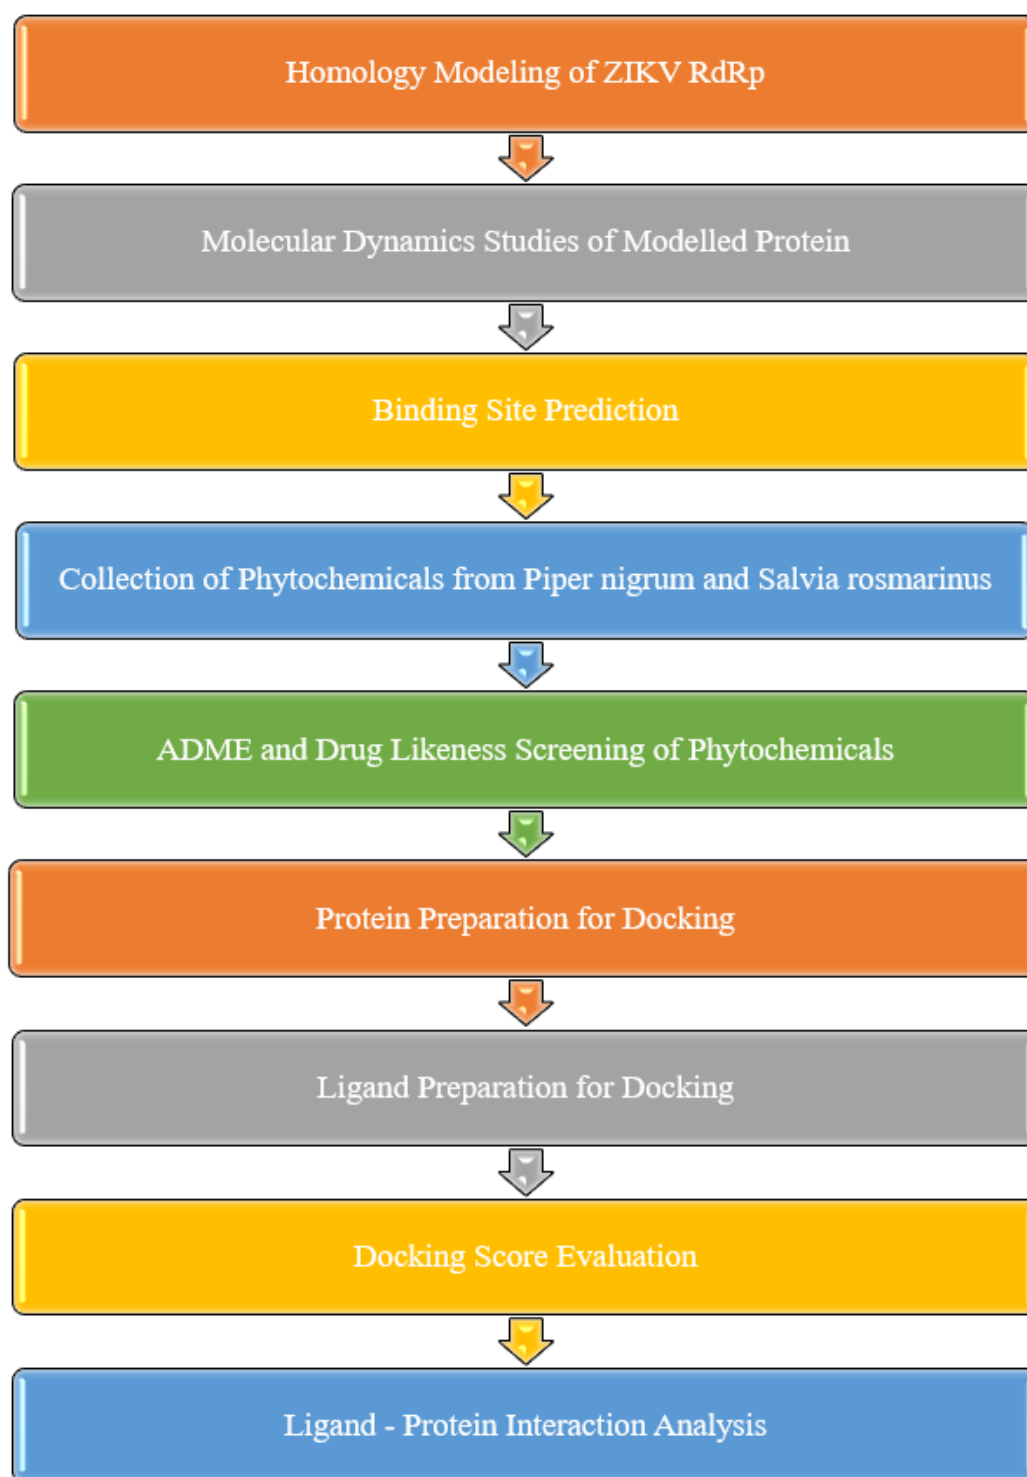 Homology Modeling of ZIKV RdRp
Molecular Dynamics Studies of Modelled Protein
Binding Site Prediction
Collection of Phytochemicals from Piper nigrum and Salvia rosmarinus
ADME and Drug Likeness Screening of Phytochemicals
Protein Preparation for Docking
Ligand Preparation for Docking
Docking Score Evaluation
Ligand - Protein Interaction Analysis